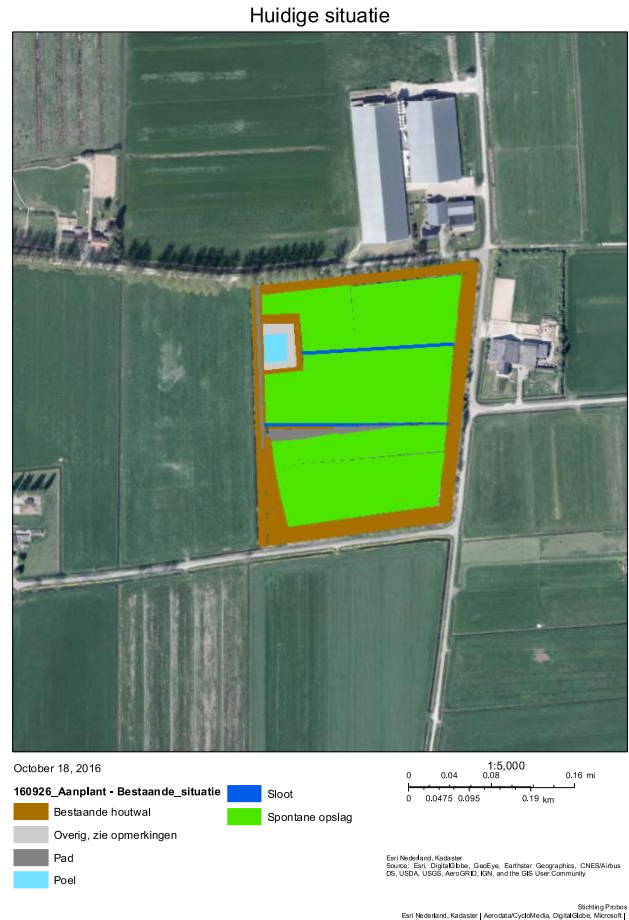 Huidige situatie
October 18, 2016
160926_Aanplant - Bestaande_situatie
Bestaande houtwal
Overig, zie opmerkingen
Pad
Poel
Sloot
Spontane opslag
1:5,000
0 0.04 0.08 0.16 mi
0 0.0475 0.095 0.19 km
Esri Nederland, Kadaster
Source: Esri, DigitalGlobe, GeoEye, Earthstar Geographics, CNES/Airbus
DS, USDA, USGS, AeroGRID, IGN, and the GIS User Community
Stichting Probos
Esri Nederland, Kadaster | Aerodata/CycloMedia, DigitalGlobe, Microsoft |